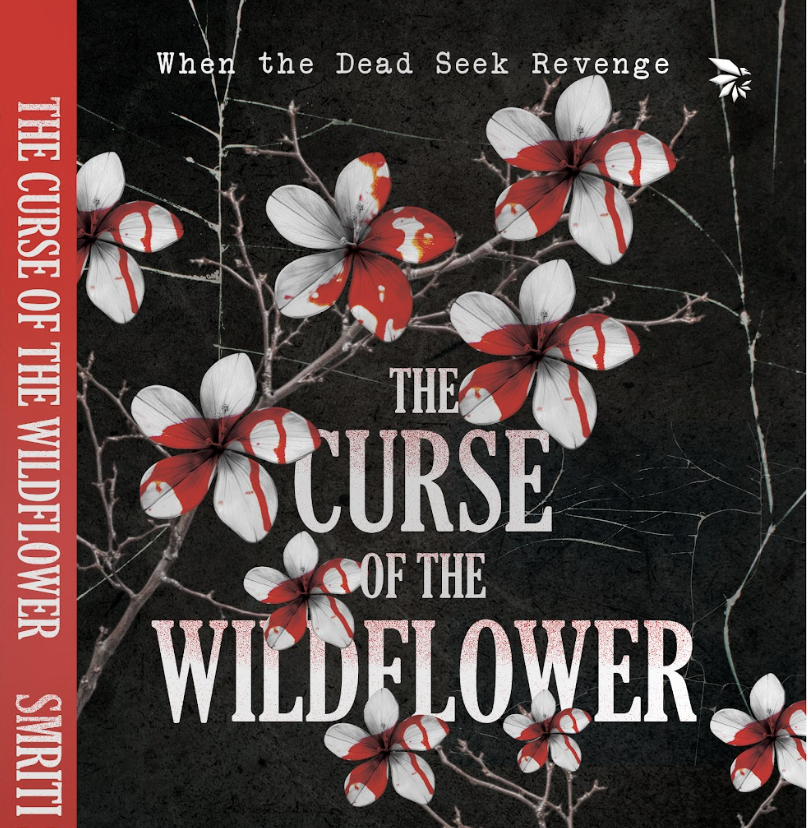 When the Dead Seek Revenge
THE
CURSE
OF THE
WILDFLOWER
THE CURSE OF THE WILDFLOWER SMRITI